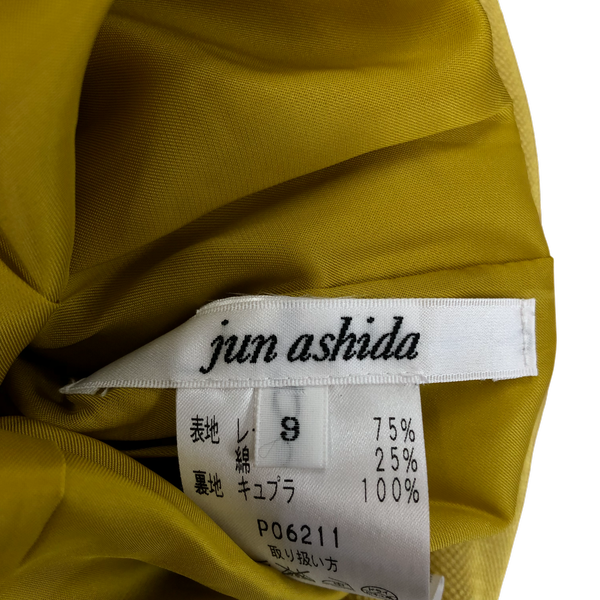 jun ashida
9
表地 レ 75%
綿 25%
裏地 キュプラ 100%
P06211
取り扱い方